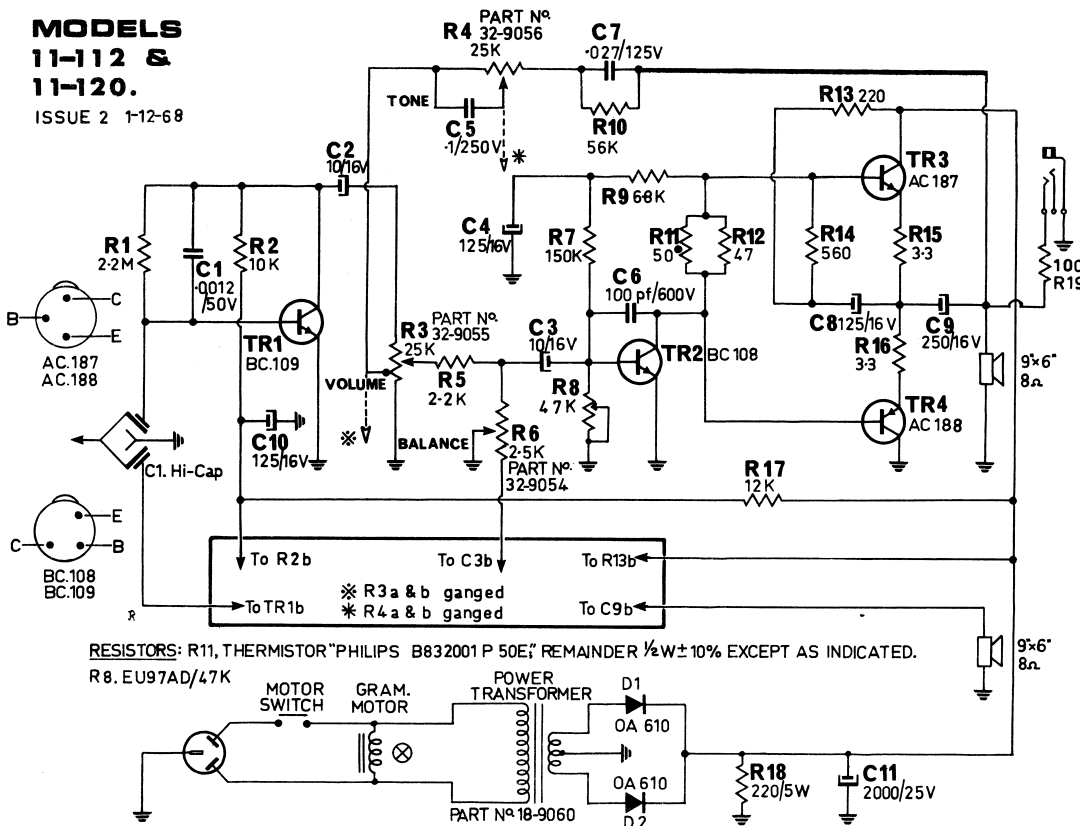 MODELS
11-112 &
11-120.
ISSUE 2 1-12-68
PART Nº.
32-9056
R4
25K
TONE
C5
.1/250V
※
C7
.027/125V
R10
56K
R13 220
TR3
AC 187
C2
10/16V
R1
2.2M
C1
.0012
/50V
R2
10 K
TR1
BC.109
C4
125/16V
R9 6.8K
R7
150K
R11
50
R12
47
R14
560
R15
3.3
100
R19
C6
100 pf/600V
C8 125/16 V
C9
250/16V
R16
3.3
9"×6"
8Ω
B
C
E
AC.187
AC.188
R3
25K
PART Nº.
32-9055
VOLUME
※
R5
2.2K
C3
10/16V
TR2 BC 108
R8
47K
TR4
AC 188
BALANCE
R6
2.5K
PART Nº.
32-9054
C10
125/16V
C1. Hi-Cap
R17
12 K
E
C
B
BC.108
BC.109
To R2b
To C3b
To R13b
To TR1b
※ R3a & b ganged
✳ R4a & b ganged
To C9b
9"×6"
8Ω
RESISTORS: R11, THERMISTOR "PHILIPS B832001 P 50E," REMAINDER ½W ± 10% EXCEPT AS INDICATED.
R8. EU97AD/47K
MOTOR
SWITCH
GRAM.
MOTOR
POWER
TRANSFORMER
PART Nº 18-9060
D1
OA 610
OA 610
D2
R18
220/5W
C11
2000/25V